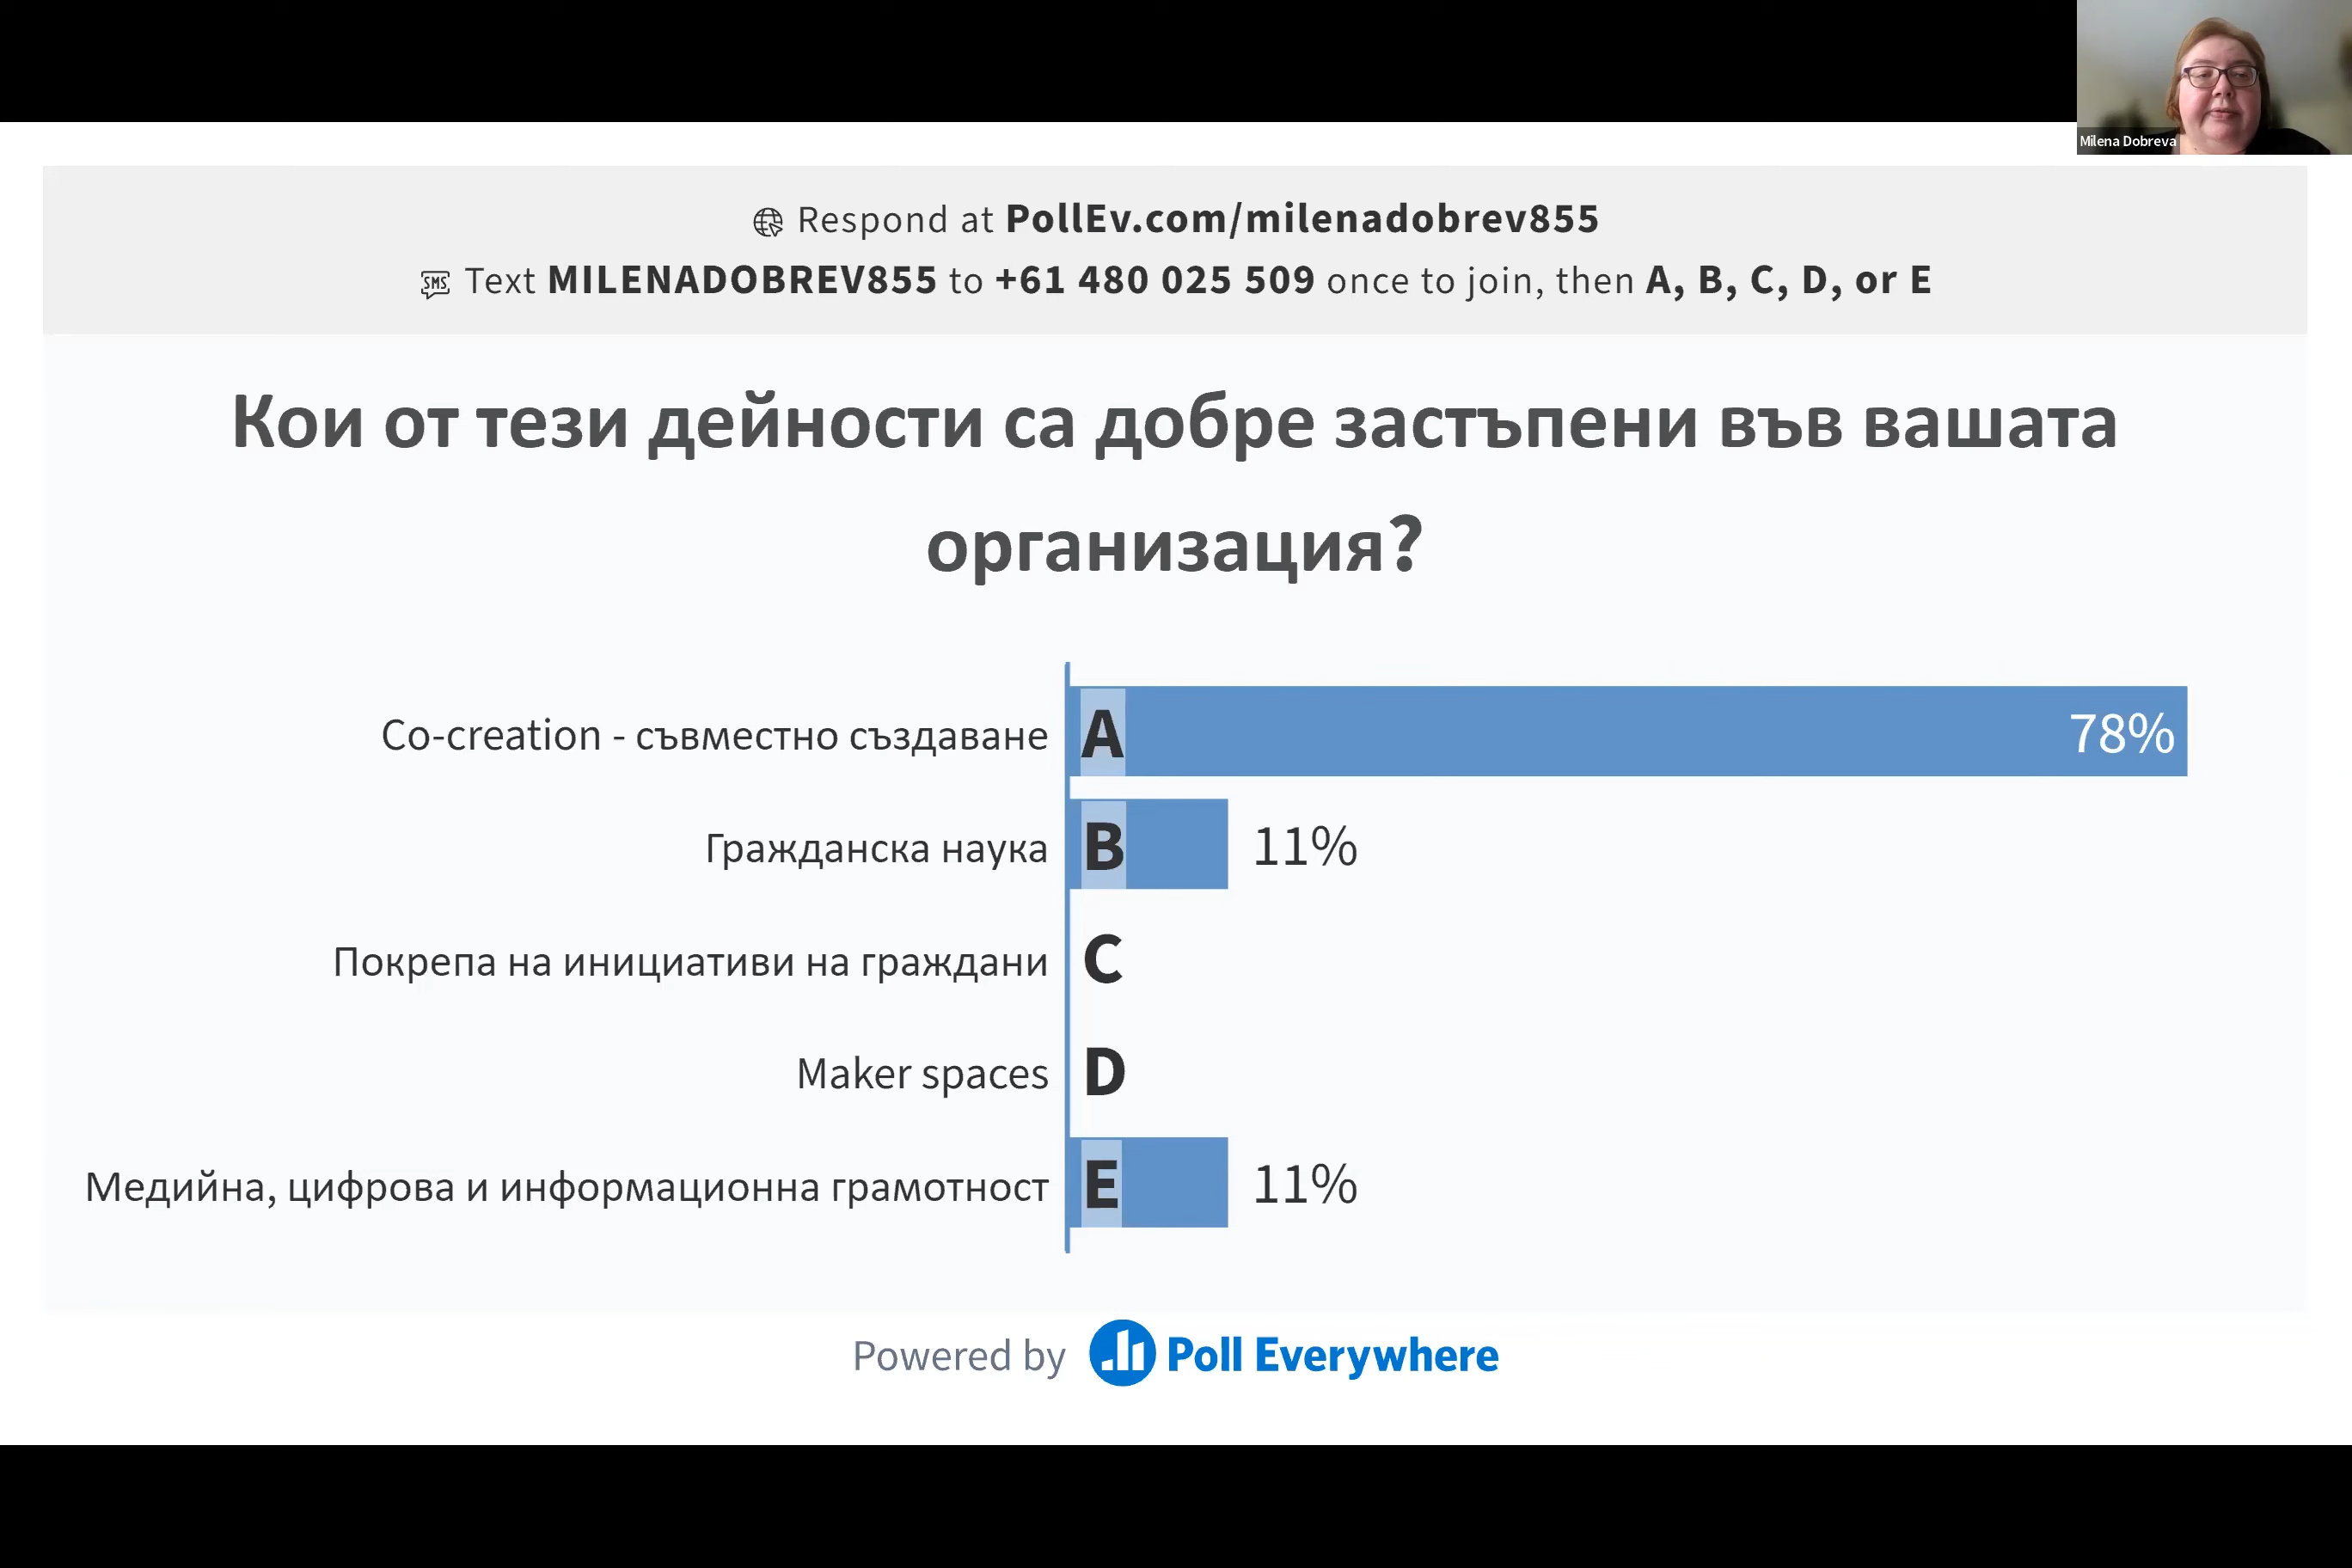 Milena Dobreva
Respond at PollEv.com/milenadobrev855
SMS Text MILENADOBREV855 to +61 480 025 509 once to join, then A, B, C, D, or E
Кои от тези дейности са добре застъпени във вашата
организация?
Co-creation - съвместно създаване A 78%
Гражданска наука B 11%
Покрепа на инициативи на граждани C
Maker spaces D
Медийна, цифрова и информационна грамотност E 11%
Powered by Poll Everywhere